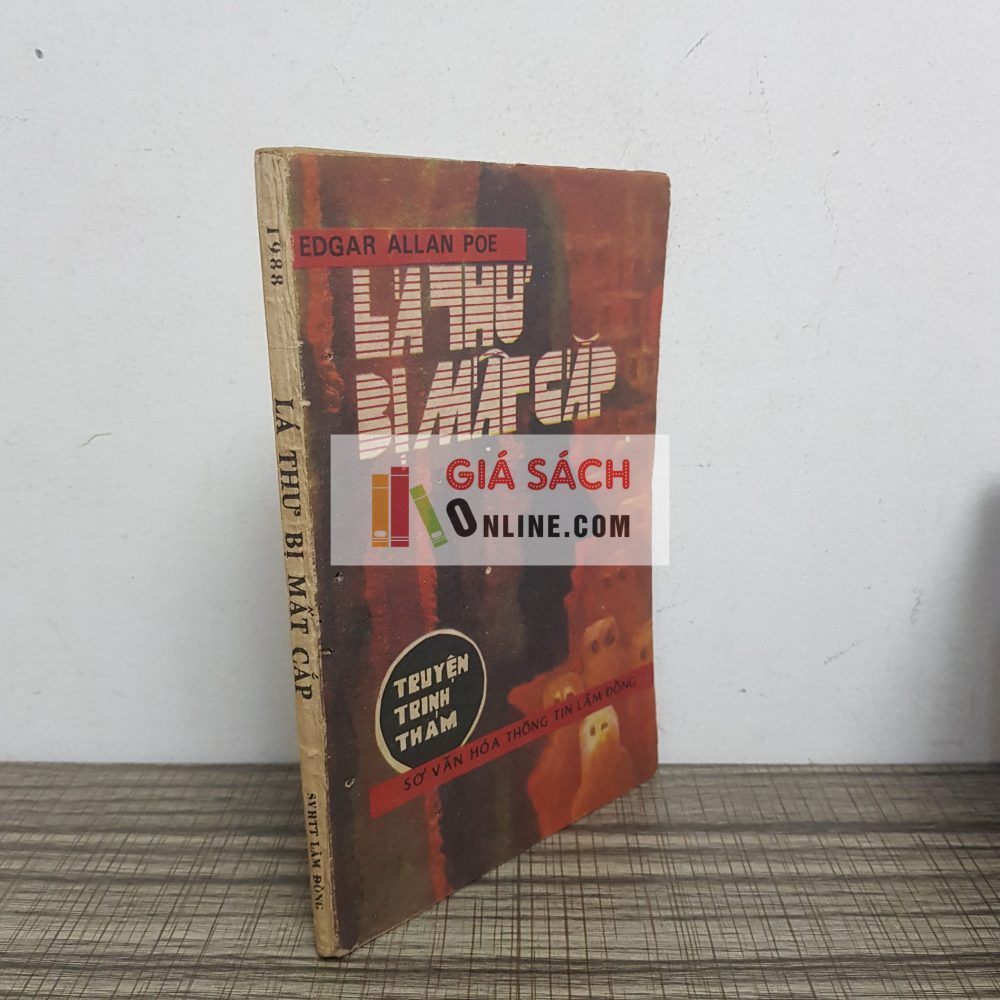 EDGAR ALLAN POE
LÁ THƯ
BỊ MẤT CẮP
GIÁ SÁCH
ONLINE.COM
TRUYỆN
TRINH
THÁM
SỞ VĂN HÓA THÔNG TIN LÂM ĐỒNG
1988
LÁ THƯ BỊ MẤT CẮP
SVHTT LÂM ĐỒNG